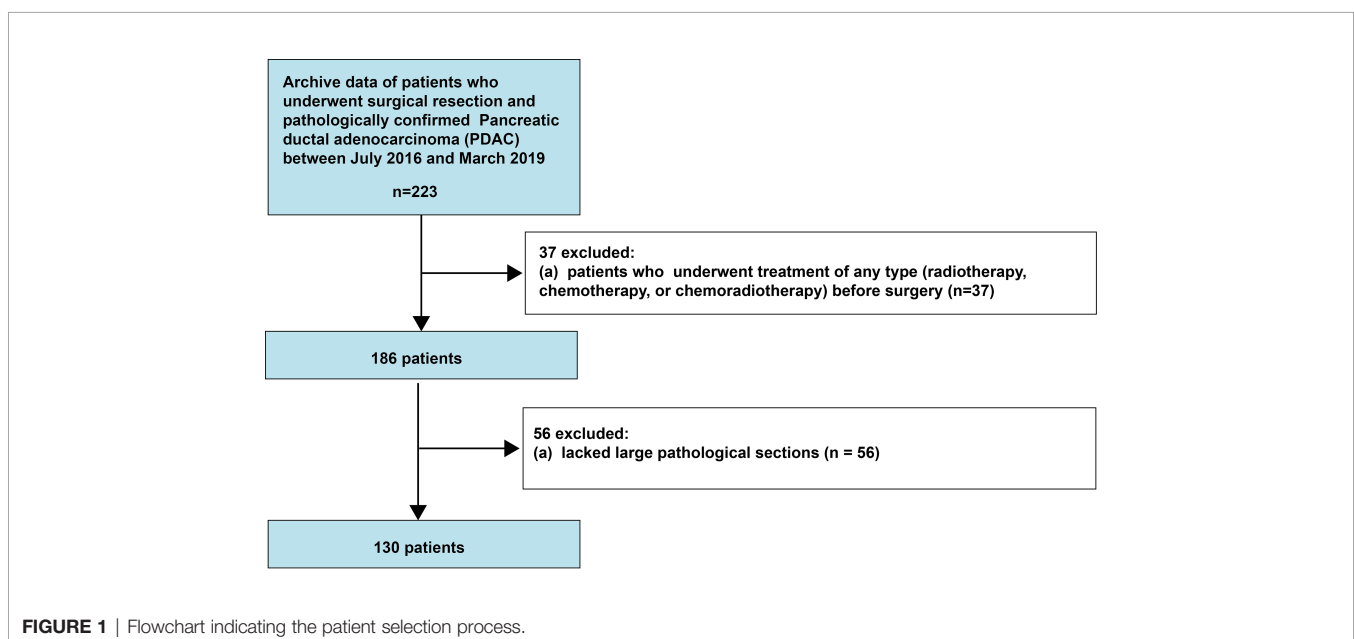 Archive data of patients who
underwent surgical resection and
pathologically confirmed Pancreatic
ductal adenocarcinoma (PDAC)
between July 2016 and March 2019
n=223
37 excluded:
(a) patients who underwent treatment of any type (radiotherapy,
chemotherapy, or chemoradiotherapy) before surgery (n=37)
186 patients
56 excluded:
(a) lacked large pathological sections (n = 56)
130 patients
FIGURE 1 | Flowchart indicating the patient selection process.